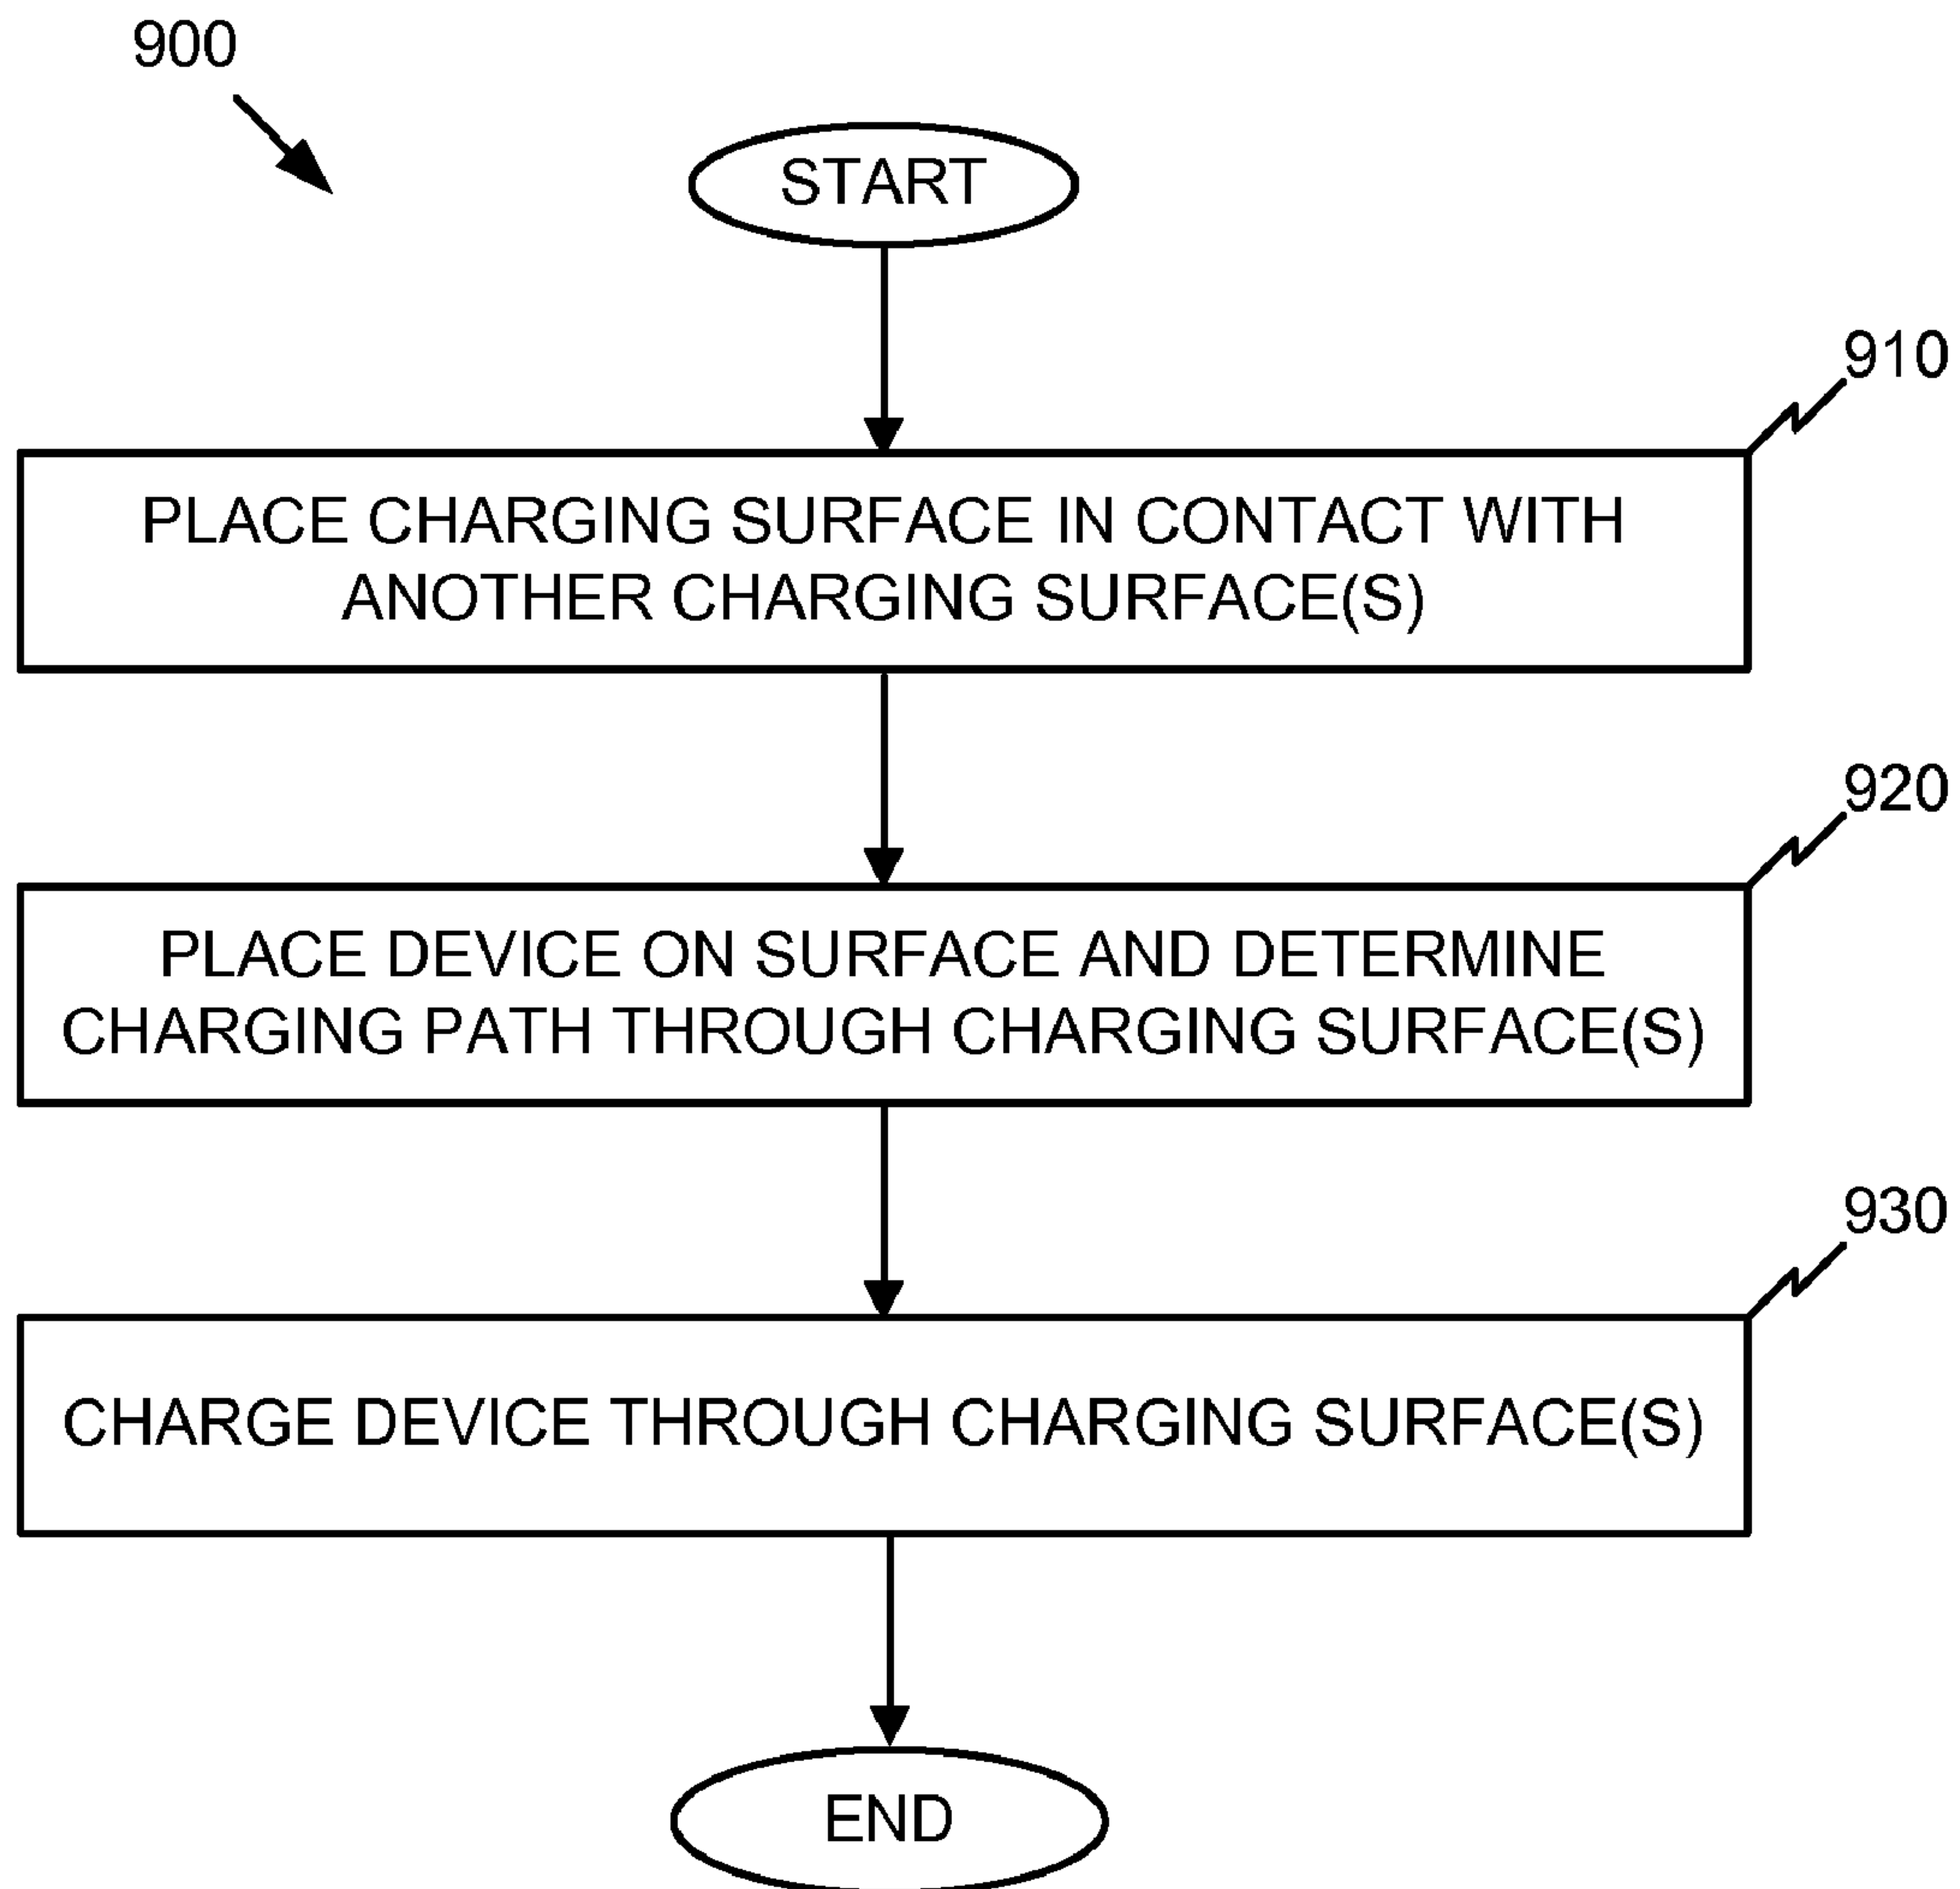 900
START
910
PLACE CHARGING SURFACE IN CONTACT WITH
ANOTHER CHARGING SURFACE(S)
920
PLACE DEVICE ON SURFACE AND DETERMINE
CHARGING PATH THROUGH CHARGING SURFACE(S)
930
CHARGE DEVICE THROUGH CHARGING SURFACE(S)
END